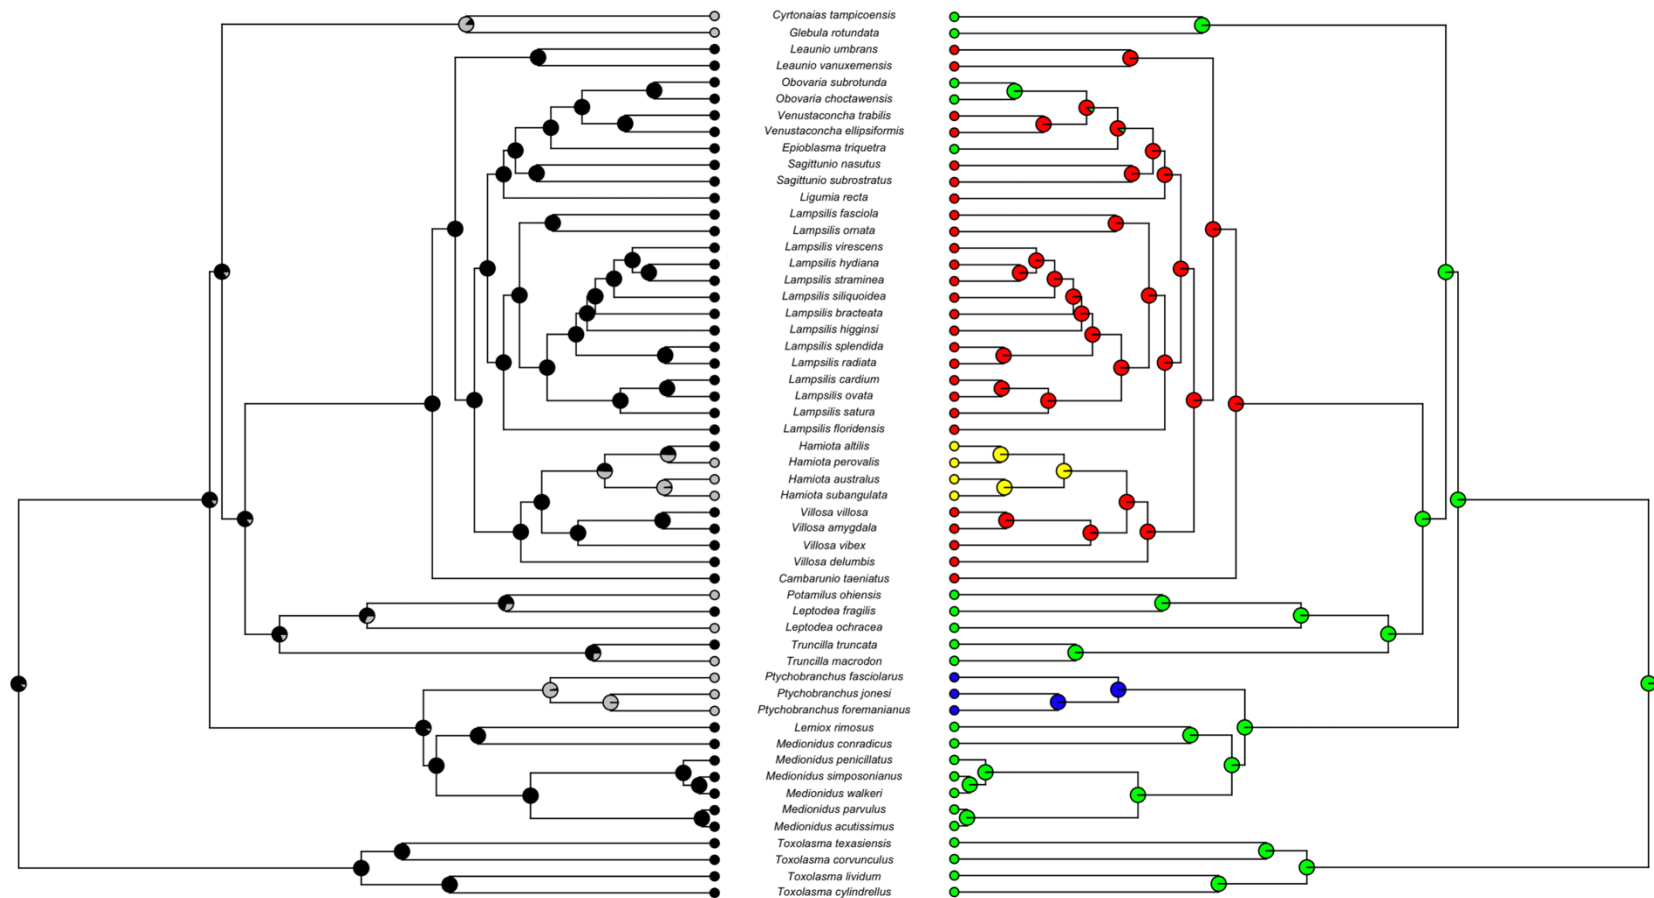 Cyrtonaias tampicoensis
Glebula rotundata
Leaunio umbrans
Leaunio vanuxemensis
Obovaria subrotunda
Obovaria choctawensis
Venustaconcha trabilis
Venustaconcha ellipsiformis
Epioblasma triquetra
Sagittunio nasutus
Sagittunio subrostratus
Ligumia recta
Lampsilis fasciola
Lampsilis ornata
Lampsilis virescens
Lampsilis hydiana
Lampsilis straminea
Lampsilis siliquoidea
Lampsilis bracteata
Lampsilis higginsi
Lampsilis splendida
Lampsilis radiata
Lampsilis cardium
Lampsilis ovata
Lampsilis satura
Lampsilis floridensis
Hamiota altilis
Hamiota perovalis
Hamiota australus
Hamiota subangulata
Villosa villosa
Villosa amygdala
Villosa vibex
Villosa delumbis
Cambarunio taeniatus
Potamilus ohiensis
Leptodea fragilis
Leptodea ochracea
Truncilla truncata
Truncilla macrodon
Ptychobranchus fasciolarus
Ptychobranchus jonesi
Ptychobranchus foremanianus
Lemiox rimosus
Medionidus conradicus
Medionidus penicillatus
Medionidus simposonianus
Medionidus walkeri
Medionidus parvulus
Medionidus acutissimus
Toxolasma texasiensis
Toxolasma corvunculus
Toxolasma lividum
Toxolasma cylindrellus